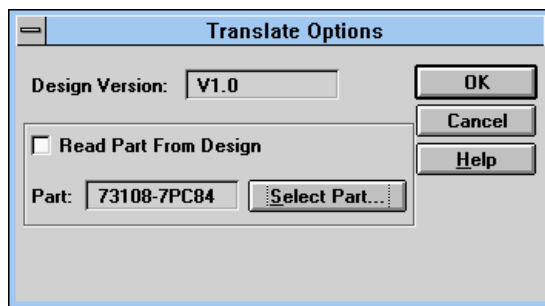 Translate Options
Design Version: V1.0
OK
Cancel
Read Part From Design
Help
Part: 73108-7PC84 Select Part...